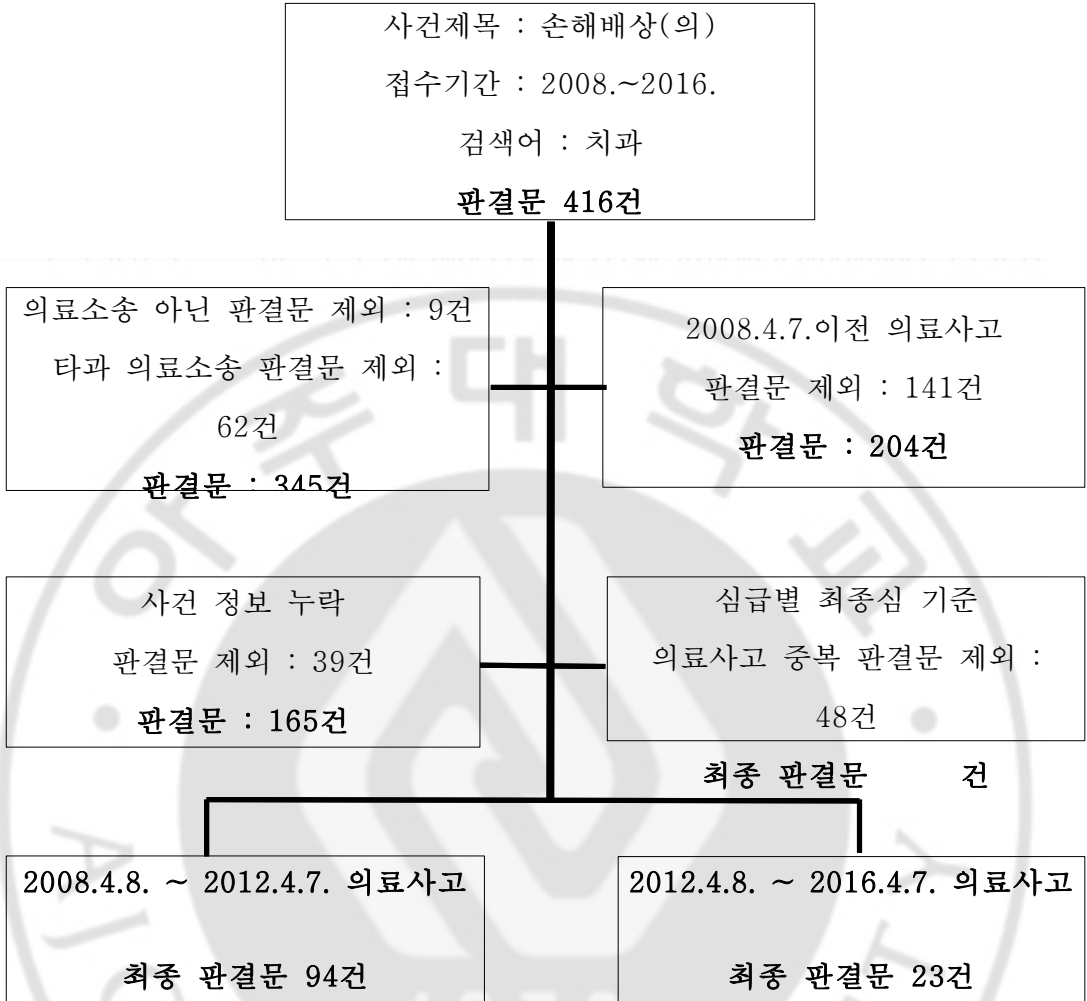 사건제목 : 손해배상(의)
접수기간 : 2008.~2016.
검색어 : 치과
판결문 416건
의료소송 아닌 판결문 제외 : 9건
타과 의료소송 판결문 제외 :
62건
판결문 : 345건
2008.4.7.이전 의료사고
판결문 제외 : 141건
판결문 : 204건
사건 정보 누락
판결문 제외 : 39건
판결문 : 165건
심급별 최종심 기준
의료사고 중복 판결문 제외 :
48건
최종 판결문 건
2008.4.8. ~ 2012.4.7. 의료사고
최종 판결문 94건
2012.4.8. ~ 2016.4.7. 의료사고
최종 판결문 23건
아주대학교